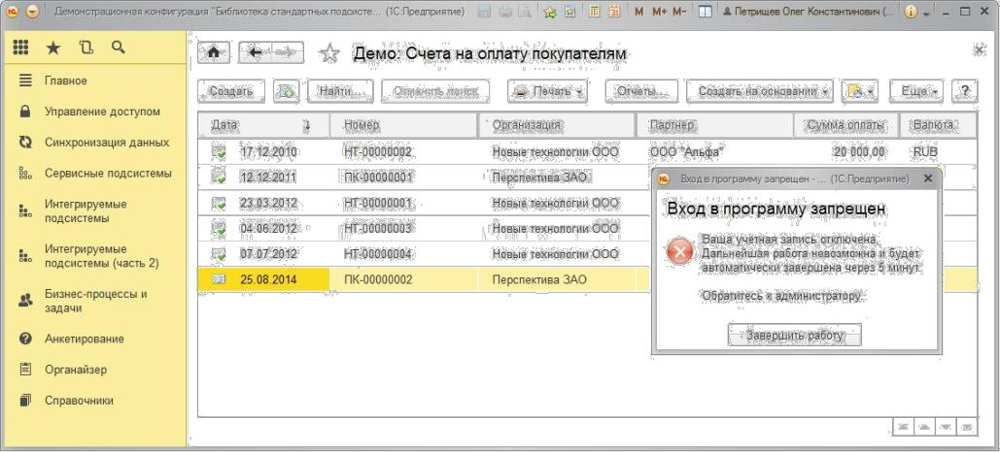 Демонстрационная конфигурация "Библиотека стандартных подсисте... (1С:Предприятие)
M M+ M- Петрищев Олег Константинович (...
Демо: Счета на оплату покупателям
Создать Найти... Отменить поиск Печать Отчеты... Создать на основании Еще ?
Главное
Управление доступом
Синхронизация данных
Сервисные подсистемы
Интегрируемые
подсистемы
Интегрируемые
подсистемы (часть 2)
Бизнес-процессы и
задачи
Анкетирование
Органайзер
Справочники
Дата Номер Организация Партнер Сумма оплаты Валюта
17.12.2010 НТ-00000002 Новые технологии ООО ООО "Альфа" 20 000,00 RUB
12.12.2011 ПК-00000001 Перспектива ЗАО
23.03.2012 НТ-00000001 Новые технологии ООО
04.06.2012 НТ-00000003 Новые технологии ООО
07.07.2012 НТ-00000004 Новые технологии ООО
25.08.2014 ПК-00000002 Перспектива ЗАО
Вход в программу запрещен - ... (1С:Предприятие)
Вход в программу запрещен
Ваша учетная запись отключена.
Дальнейшая работа невозможна и будет
автоматически завершена через 5 минут.
Обратитесь к администратору.
Завершить работу